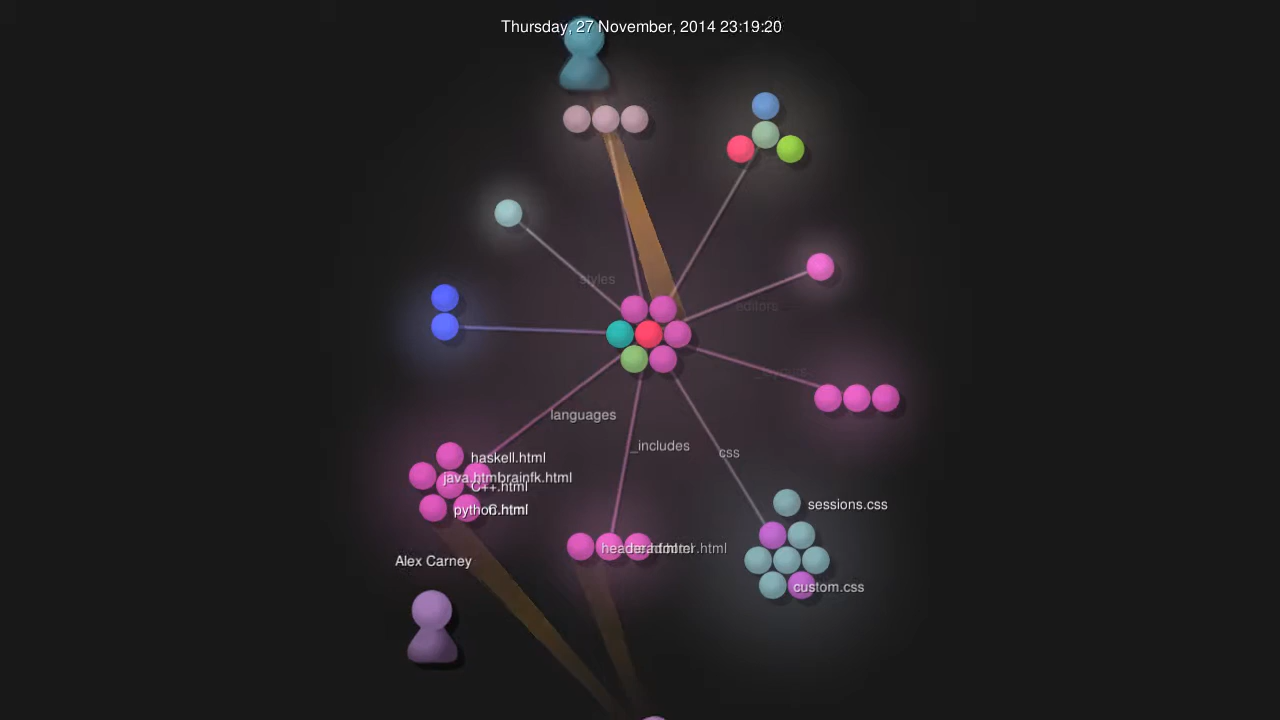 Thursday, 27 November, 2014 23:19:20
styles
editors
languages
_includes
css
haskell.html
C++.html
python.html
sessions.css
Alex Carney
custom.css